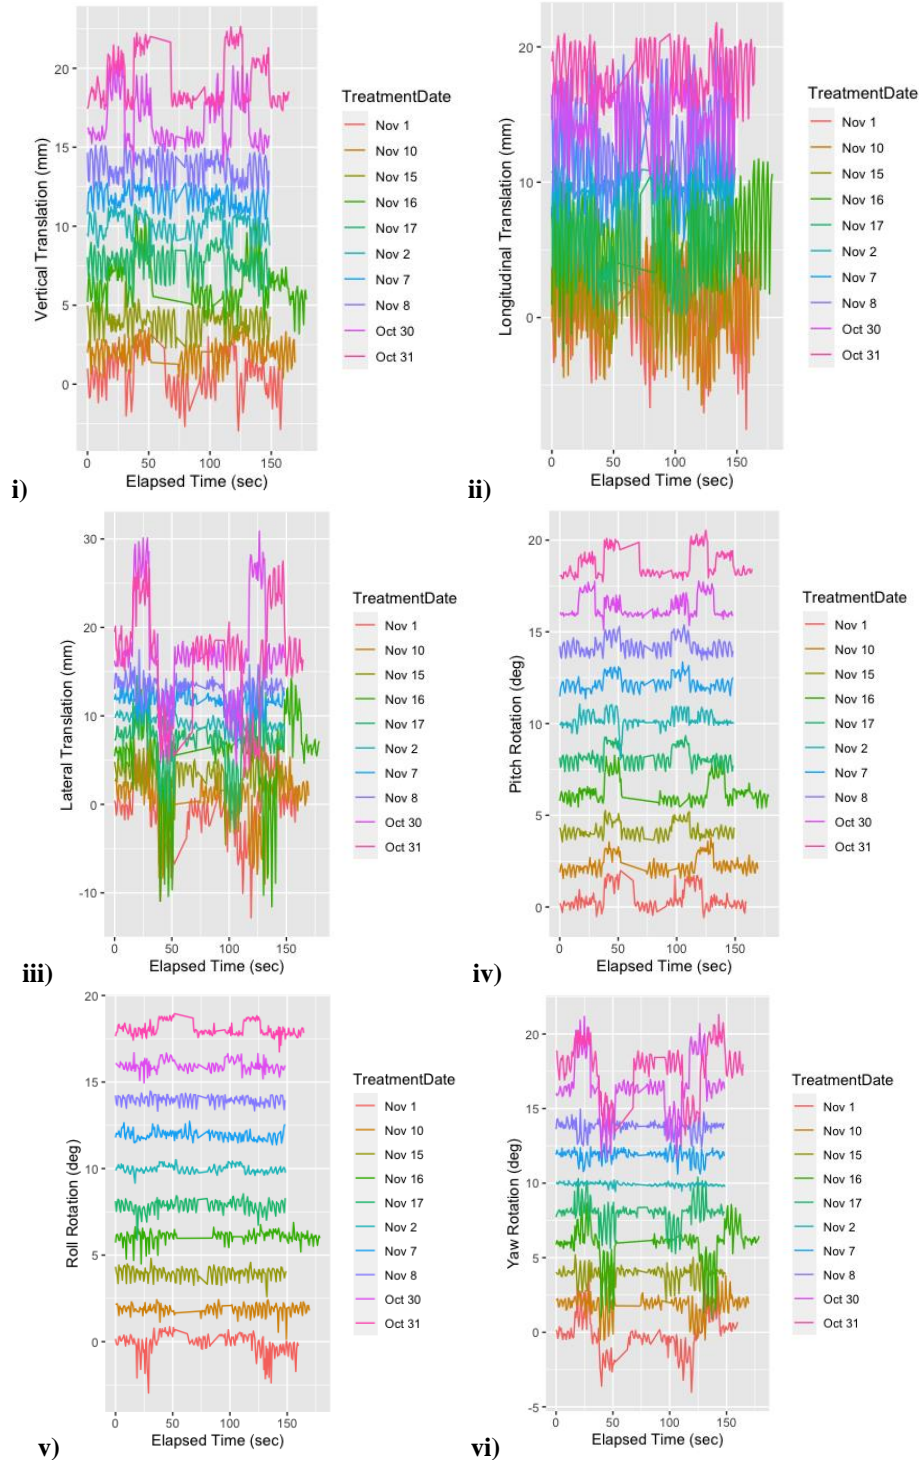 Vertical Translation (mm)
20
15
10
5
0
0 50 100 150
Elapsed Time (sec)
TreatmentDate
Nov 1
Nov 10
Nov 15
Nov 16
Nov 17
Nov 2
Nov 7
Nov 8
Oct 30
Oct 31
i)
Longitudinal Translation (mm)
20
10
0
0 50 100 150
Elapsed Time (sec)
TreatmentDate
Nov 1
Nov 10
Nov 15
Nov 16
Nov 17
Nov 2
Nov 7
Nov 8
Oct 30
Oct 31
ii)
Lateral Translation (mm)
30
20
10
0
-10
0 50 100 150
Elapsed Time (sec)
TreatmentDate
Nov 1
Nov 10
Nov 15
Nov 16
Nov 17
Nov 2
Nov 7
Nov 8
Oct 30
Oct 31
iii)
Pitch Rotation (deg)
20
15
10
5
0
0 50 100 150
Elapsed Time (sec)
TreatmentDate
Nov 1
Nov 10
Nov 15
Nov 16
Nov 17
Nov 2
Nov 7
Nov 8
Oct 30
Oct 31
iv)
Roll Rotation (deg)
20
15
10
5
0
0 50 100 150
Elapsed Time (sec)
TreatmentDate
Nov 1
Nov 10
Nov 15
Nov 16
Nov 17
Nov 2
Nov 7
Nov 8
Oct 30
Oct 31
v)
Yaw Rotation (deg)
20
15
10
5
0
-5
0 50 100 150
Elapsed Time (sec)
TreatmentDate
Nov 1
Nov 10
Nov 15
Nov 16
Nov 17
Nov 2
Nov 7
Nov 8
Oct 30
Oct 31
vi)